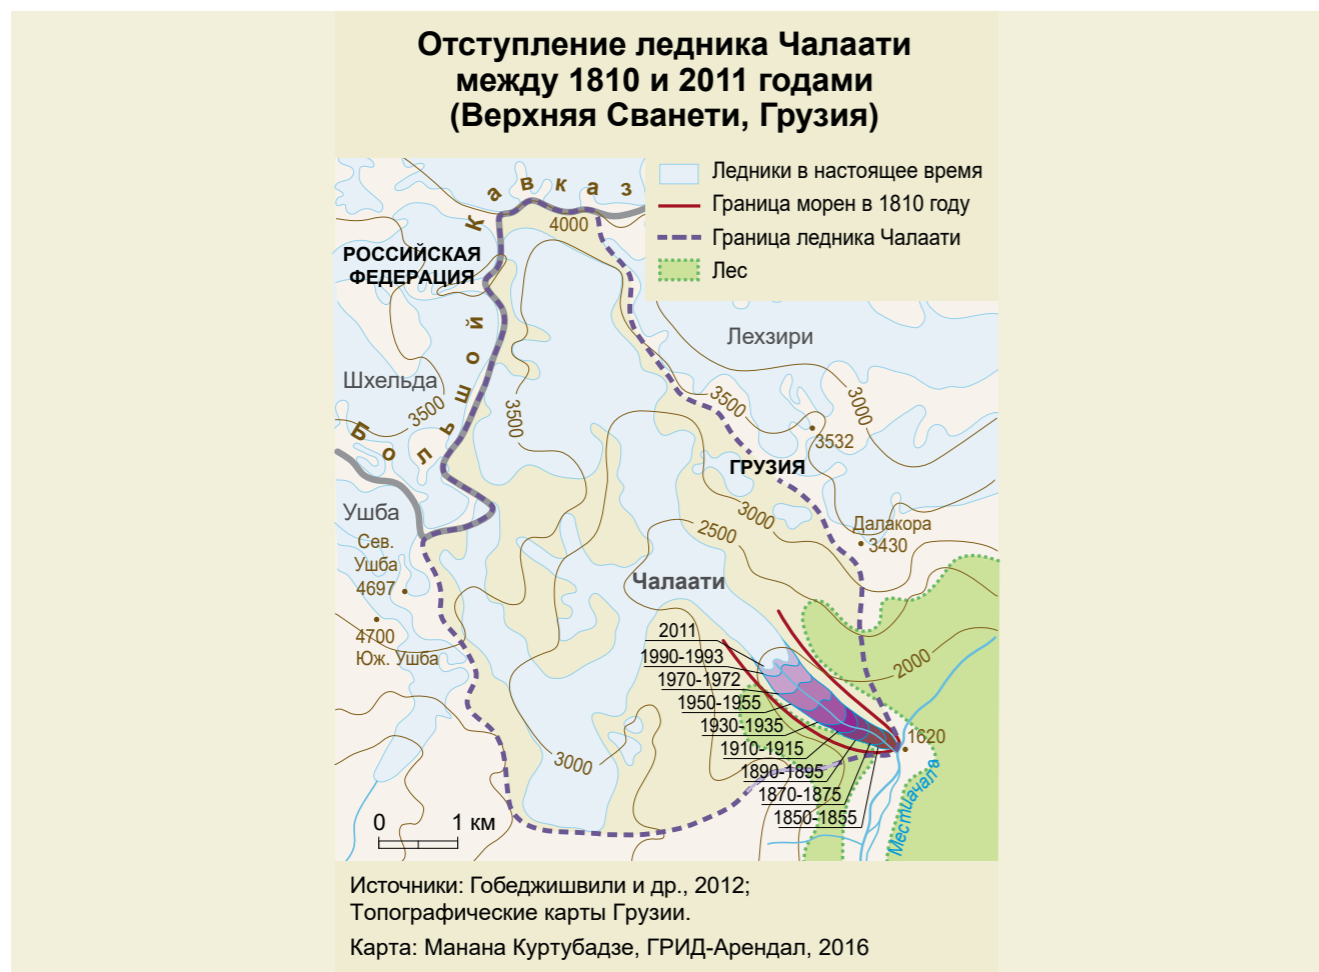 Отступление ледника Чалаати
между 1810 и 2011 годами
(Верхняя Сванети, Грузия)
Ледники в настоящее время
Граница морен в 1810 году
Граница ледника Чалаати
Лес
Большой Кавказ
4000
РОССИЙСКАЯ
ФЕДЕРАЦИЯ
Лехзири
Шхельда
3500
3500
3500
3000
3532
ГРУЗИЯ
Ушба
3000
2500
Далакора
3430
Сев.
Ушба
4697
Чалаати
4700
Юж. Ушба
2011
1990-1993
1970-1972
1950-1955
1930-1935
1910-1915
1890-1895
1870-1875
1850-1855
2000
1620
3000
Местиачала
0 1 км
Источники: Гобеджишвили и др., 2012;
Топографические карты Грузии.
Карта: Манана Куртубадзе, ГРИД-Арендал, 2016